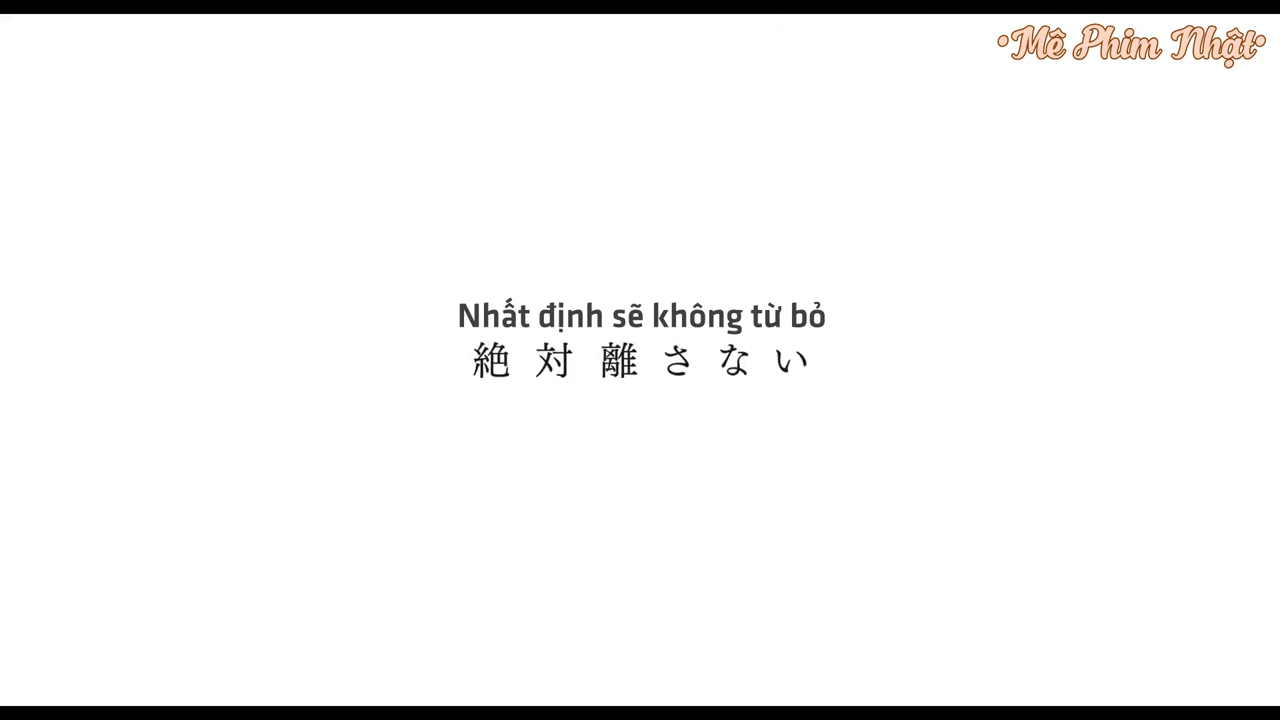 •Mê Phim Nhật•
Nhất định sẽ không từ bỏ
絶対離さない